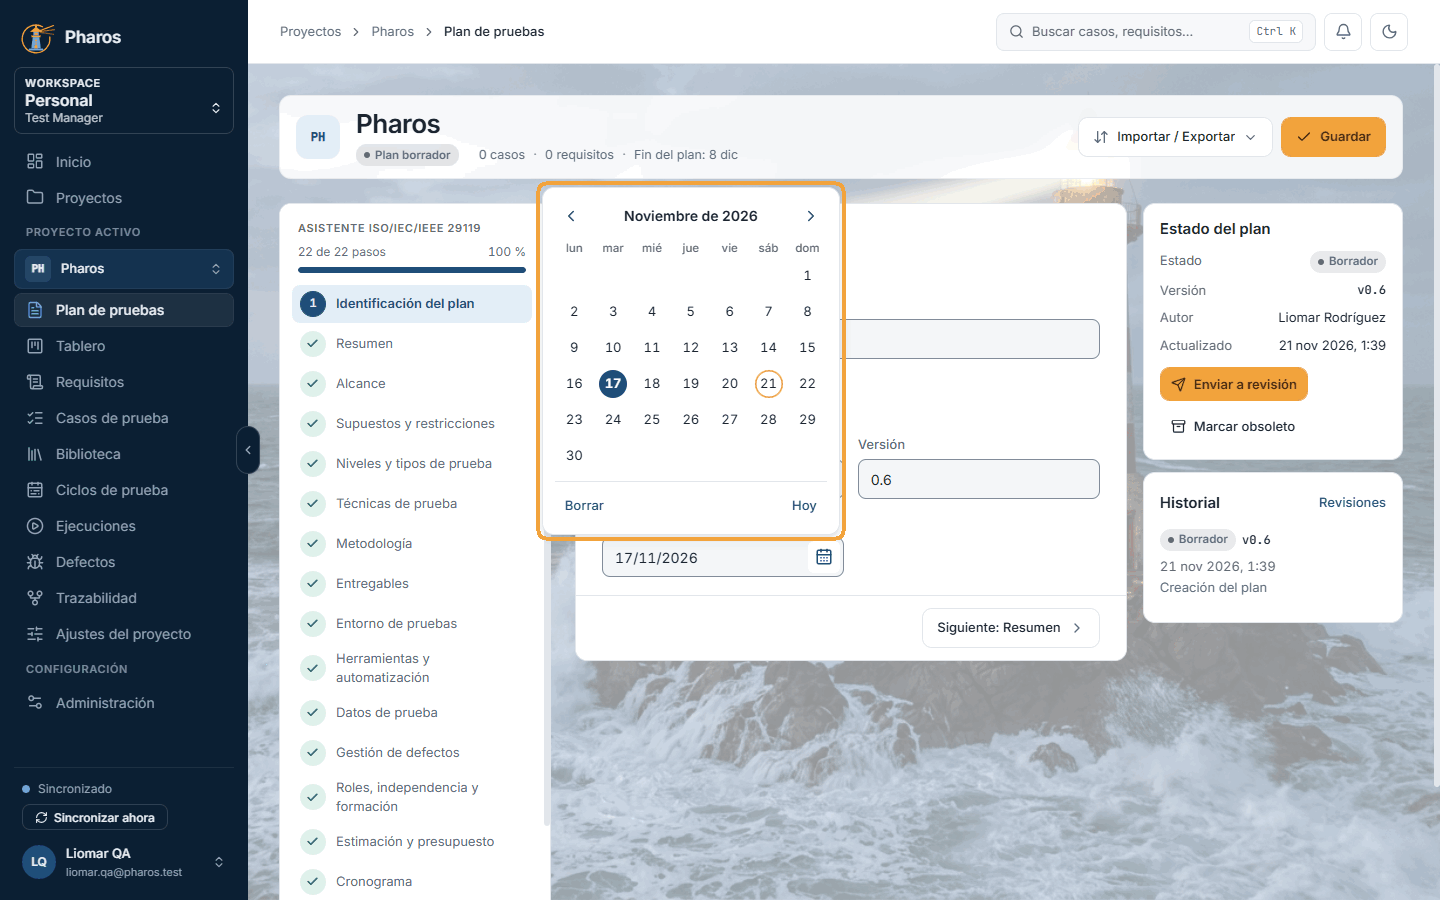 Pharos
WORKSPACE
Personal
Test Manager
Inicio
Proyectos
PROYECTO ACTIVO
PH Pharos
Plan de pruebas
Tablero
Requisitos
Casos de prueba
Biblioteca
Ciclos de prueba
Ejecuciones
Defectos
Trazabilidad
Ajustes del proyecto
CONFIGURACIÓN
Administración
Sincronizado
Sincronizar ahora
LQ
Liomar QA
liomar.qa@pharos.test
Proyectos > Pharos > Plan de pruebas
Buscar casos, requisitos... Ctrl K
PH
Pharos
Plan borrador 0 casos · 0 requisitos · Fin del plan: 8 dic
Importar / Exportar
Guardar
ASISTENTE ISO/IEC/IEEE 29119
22 de 22 pasos 100 %
1 Identificación del plan
Resumen
Alcance
Supuestos y restricciones
Niveles y tipos de prueba
Técnicas de prueba
Metodología
Entregables
Entorno de pruebas
Herramientas y
automatización
Datos de prueba
Gestión de defectos
Roles, independencia y
formación
Estimación y presupuesto
Cronograma
Noviembre de 2026
lun mar mié jue vie sáb dom
1
2 3 4 5 6 7 8
9 10 11 12 13 14 15
16 17 18 19 20 21 22
23 24 25 26 27 28 29
30
Borrar Hoy
Versión
0.6
17/11/2026
Siguiente: Resumen
Estado del plan
Estado Borrador
Versión v0.6
Autor Liomar Rodríguez
Actualizado 21 nov 2026, 1:39
Enviar a revisión
Marcar obsoleto
Historial Revisiones
Borrador v0.6
21 nov 2026, 1:39
Creación del plan